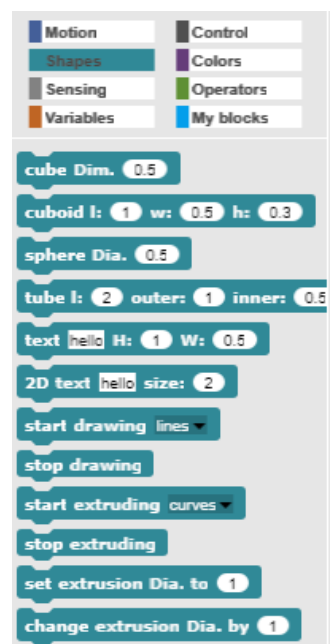 Motion Control
Shapes Colors
Sensing Operators
Variables My blocks
cube Dim. 0.5
cuboid l: 1 w: 0.5 h: 0.3
sphere Dia. 0.5
tube l: 2 outer: 1 inner: 0.5
text hello H: 1 W: 0.5
2D text hello size: 2
start drawing lines
stop drawing
start extruding curves
stop extruding
set extrusion Dia. to 1
change extrusion Dia. by 1